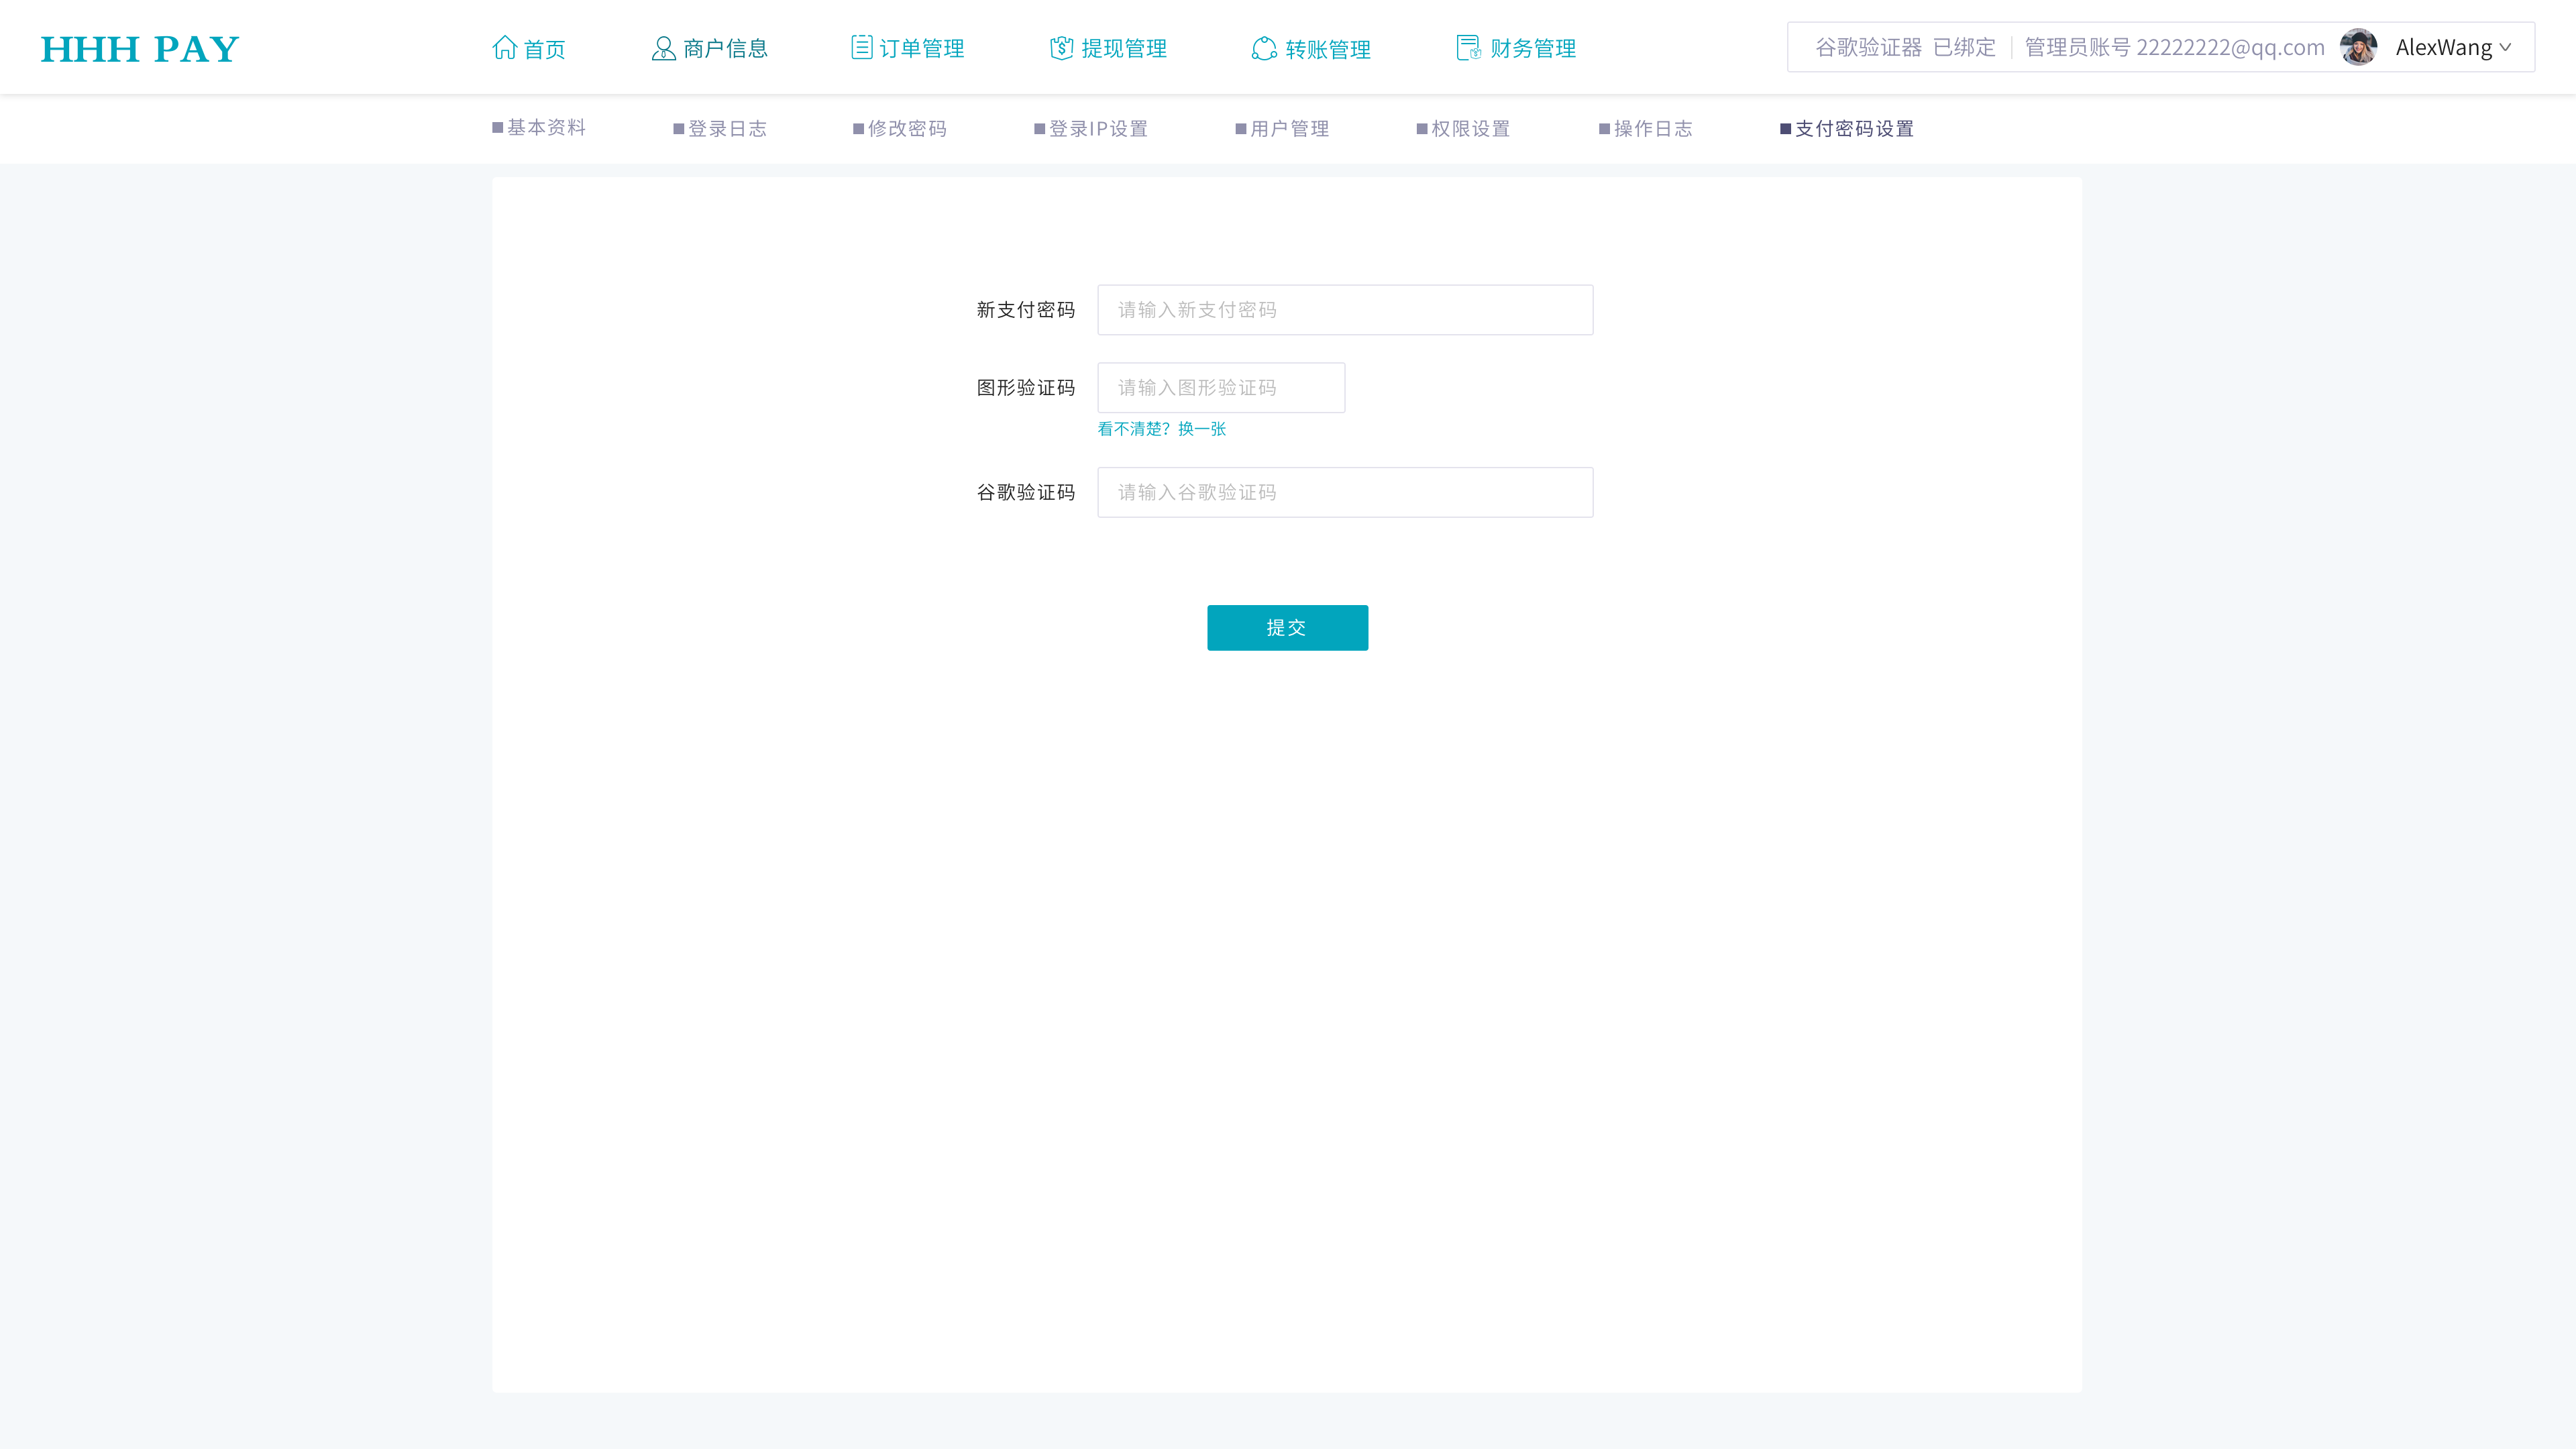 HHH PAY
首页 商户信息 订单管理 提现管理 转账管理 财务管理
谷歌验证器 已绑定 管理员账号 22222222@qq.com AlexWang
基本资料 登录日志 修改密码 登录IP设置 用户管理 权限设置 操作日志 支付密码设置
新支付密码 请输入新支付密码
图形验证码 请输入图形验证码
看不清楚？换一张
谷歌验证码 请输入谷歌验证码
提交